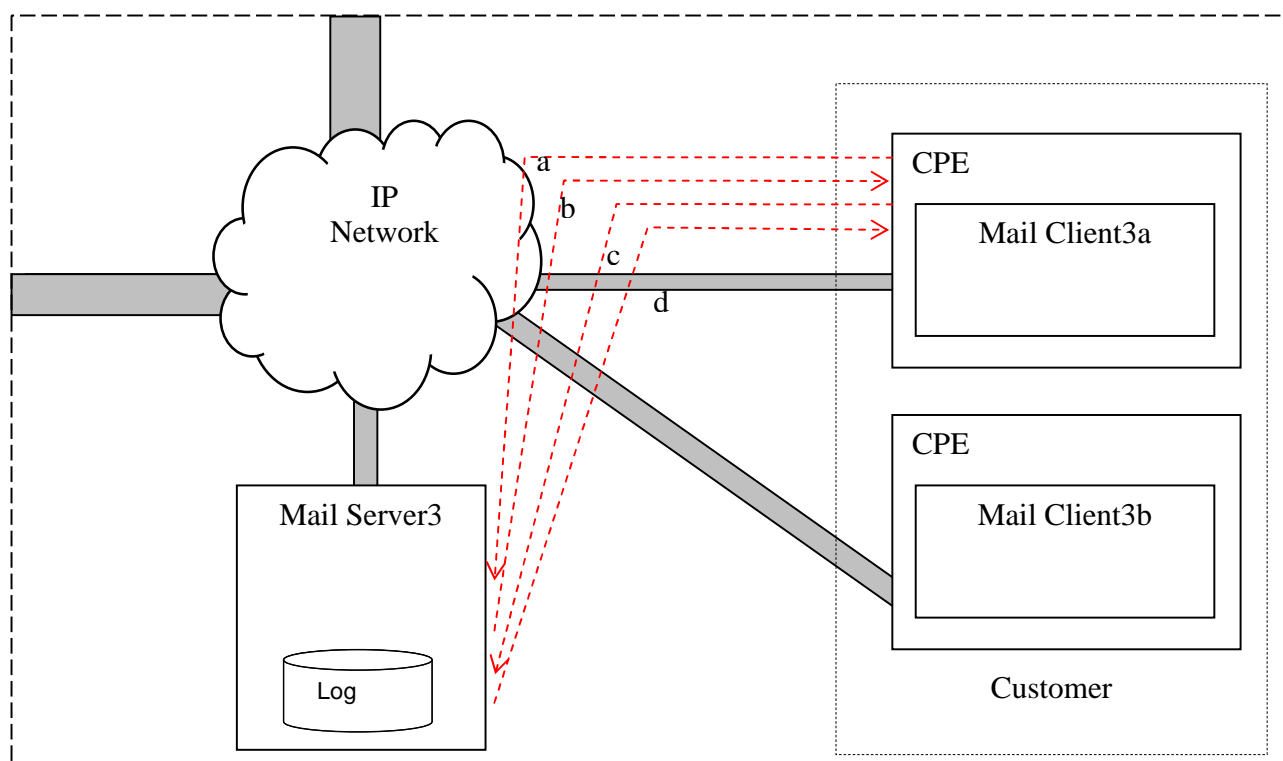 a
CPE
IP
Network
b
Mail Client3a
c
d
CPE
Mail Server3
Mail Client3b
Log
Customer